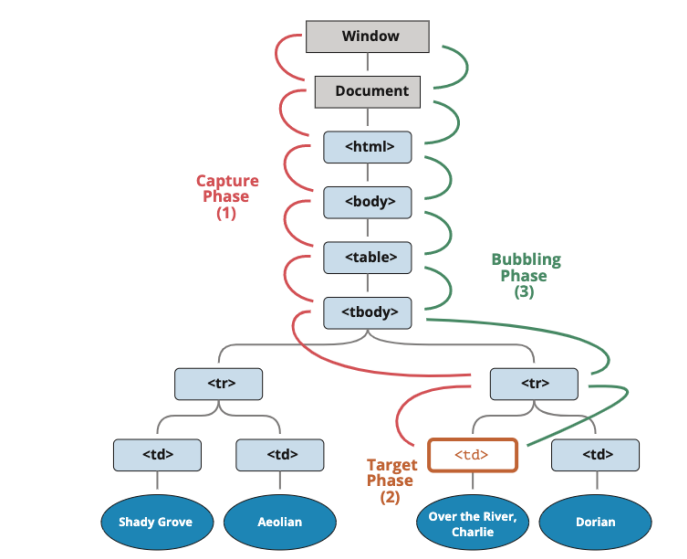 Window
Document
<html>
Capture
Phase
(1)
<body>
<table>
Bubbling
Phase
(3)
<tbody>
<tr>
<tr>
<td>
<td>
<td>
<td>
Target
Phase
(2)
Shady Grove
Aeolian
Over the River,
Charlie
Dorian